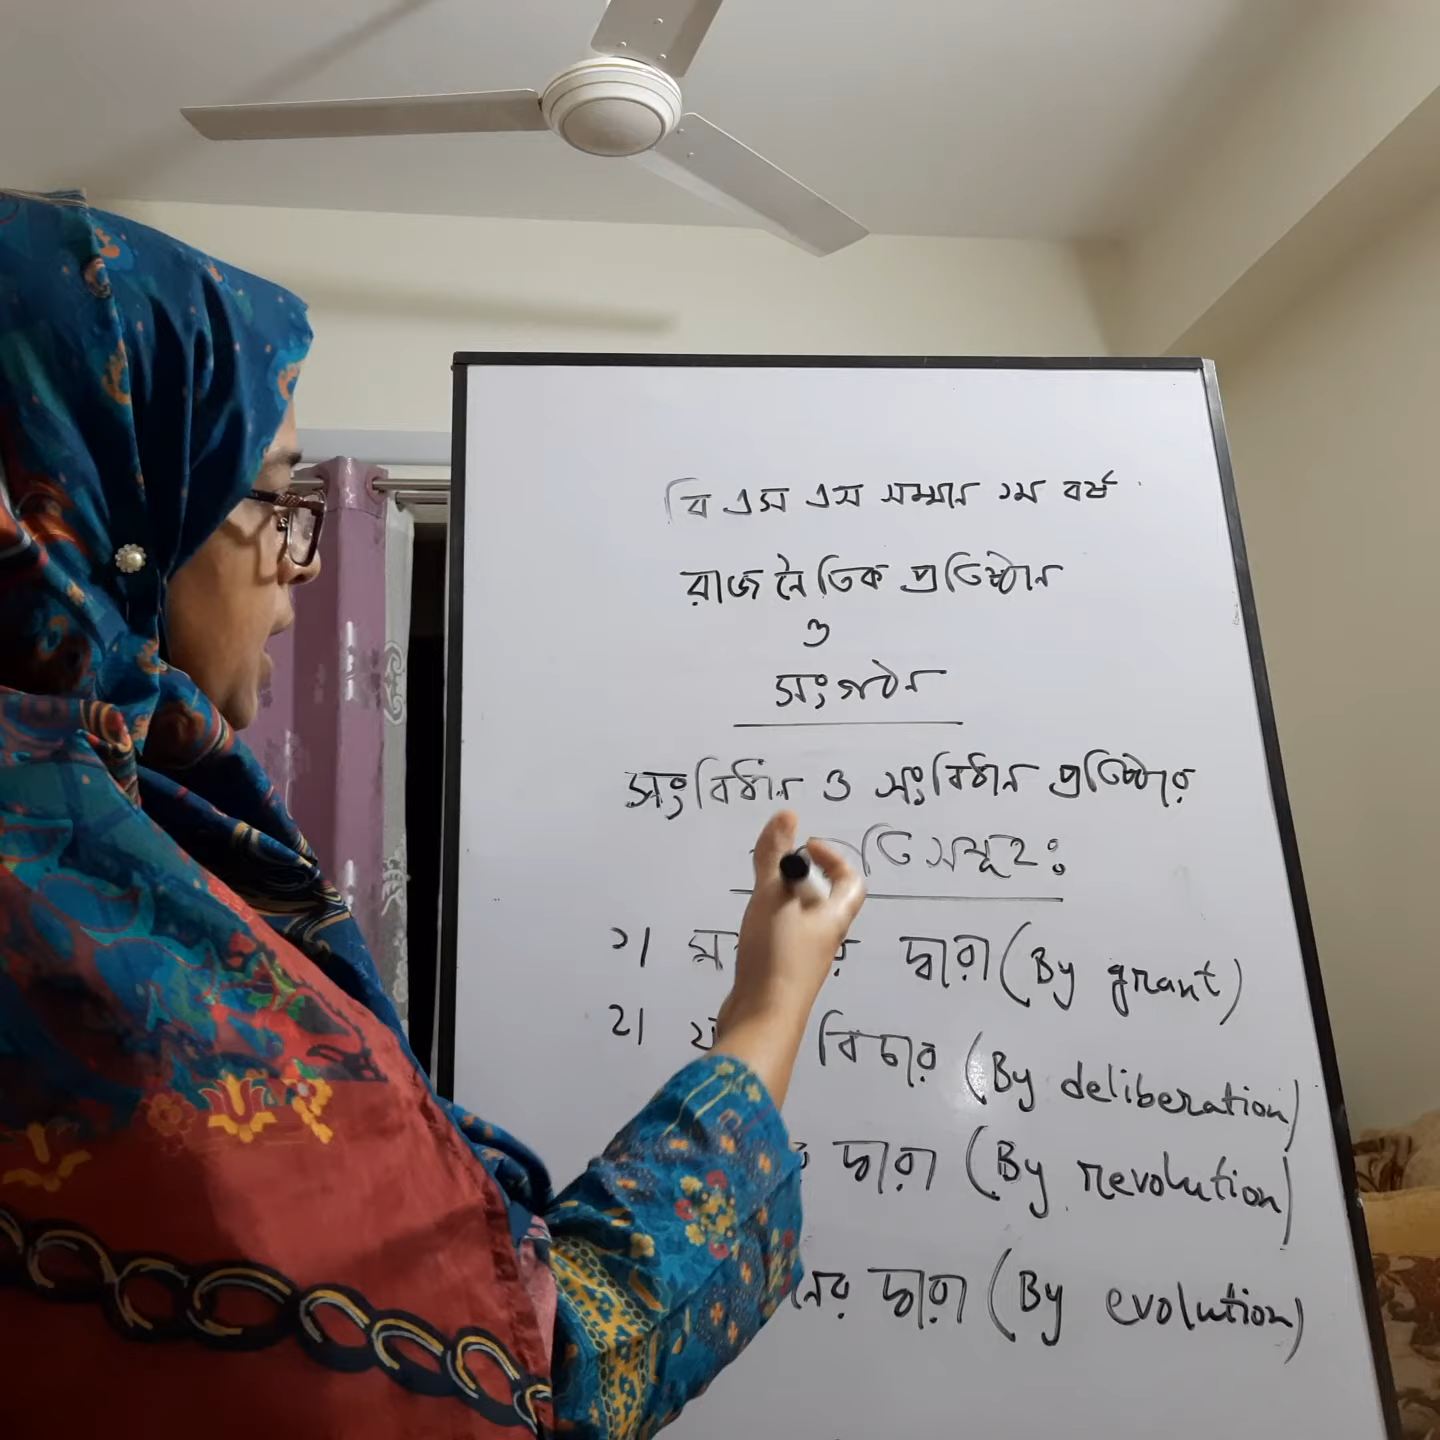 বি এস এস সম্মান ১ম বর্ষ
রাজনৈতিক প্রতিষ্ঠান
ও
সংগঠন
সংবিধান ও সংবিধান প্রতিষ্ঠার
তিসমূহঃ
১। ম র দ্বারা (By grant)
২। বিচার (By deliberation)
র দ্বারা (By revolution)
নের দ্বারা (By evolution)